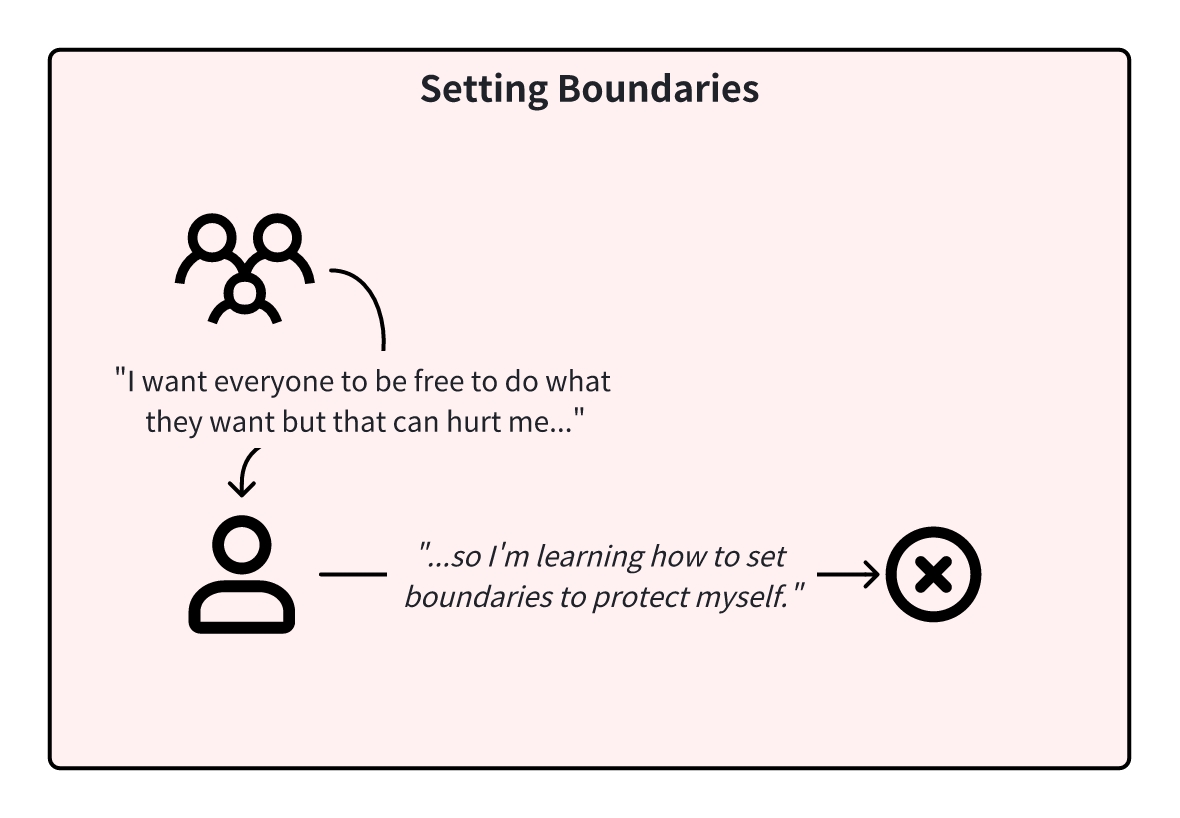 Setting Boundaries
"I want everyone to be free to do what
they want but that can hurt me..."
"...so I'm learning how to set
boundaries to protect myself."